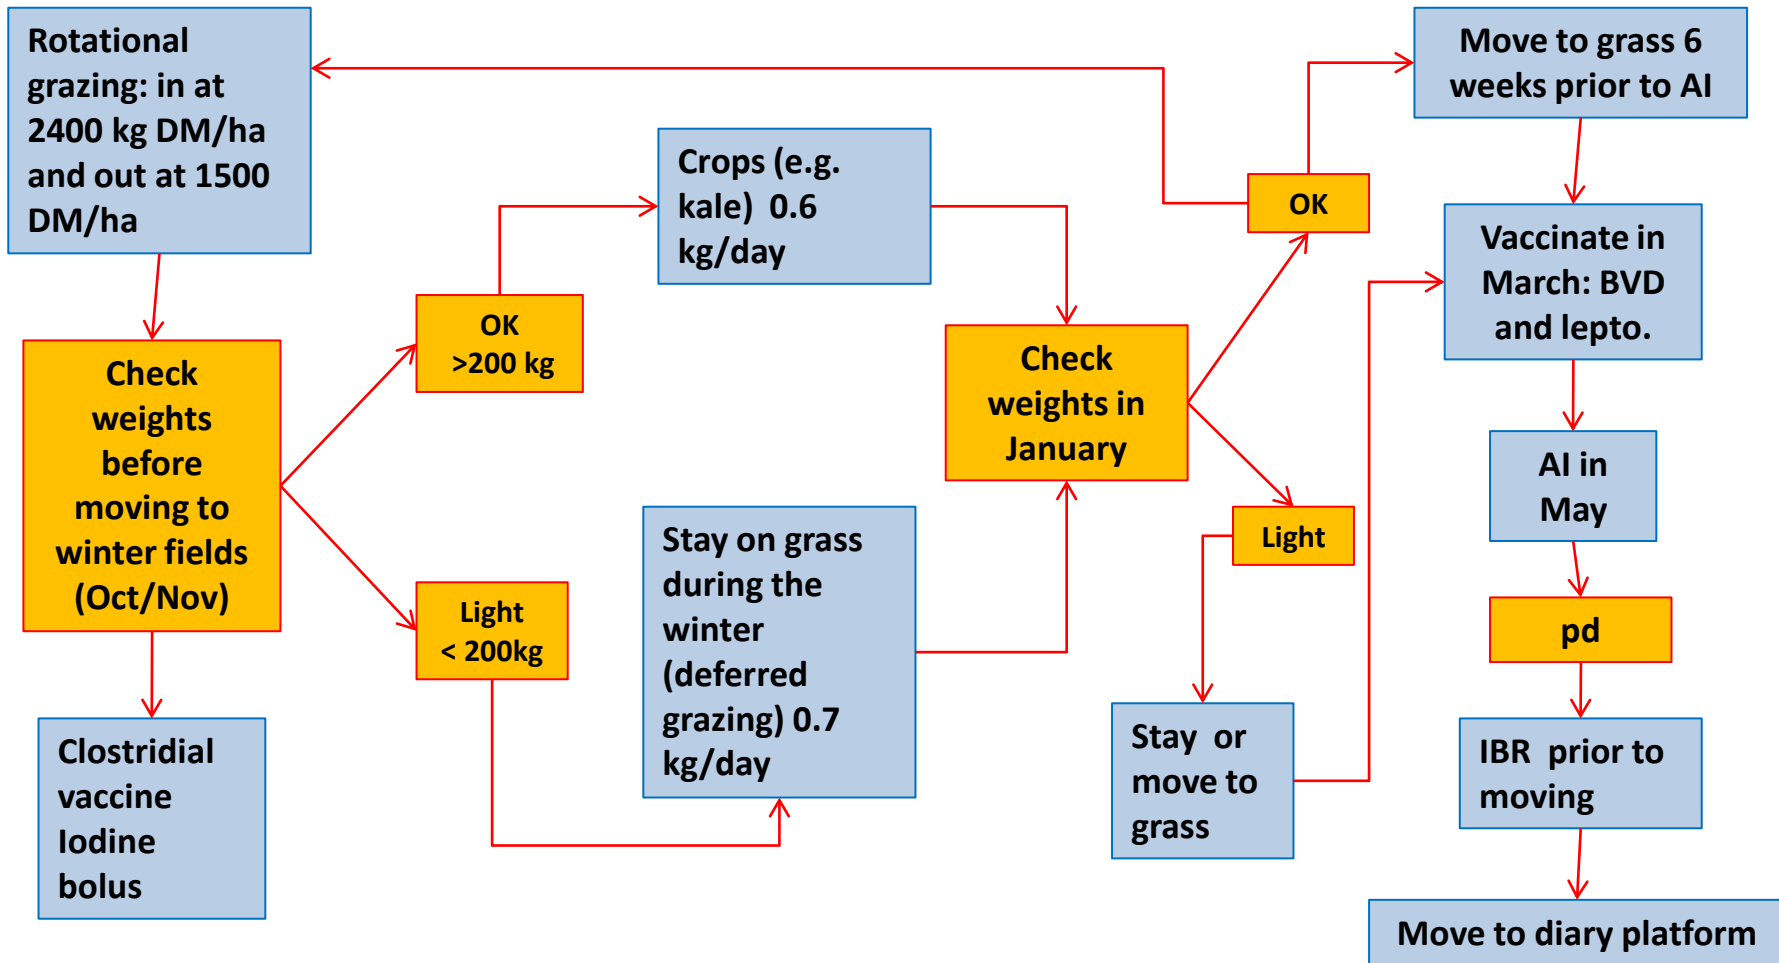 Rotational
grazing: in at
2400 kg DM/ha
and out at 1500
DM/ha
Check
weights
before
moving to
winter fields
(Oct/Nov)
Clostridial
vaccine
Iodine
bolus
OK
>200 kg
Light
< 200kg
Crops (e.g.
kale) 0.6
kg/day
Stay on grass
during the
winter
(deferred
grazing) 0.7
kg/day
Check
weights in
January
OK
Light
Stay or
move to
grass
Move to grass 6
weeks prior to AI
Vaccinate in
March: BVD
and lepto.
AI in
May
pd
IBR prior to
moving
Move to diary platform